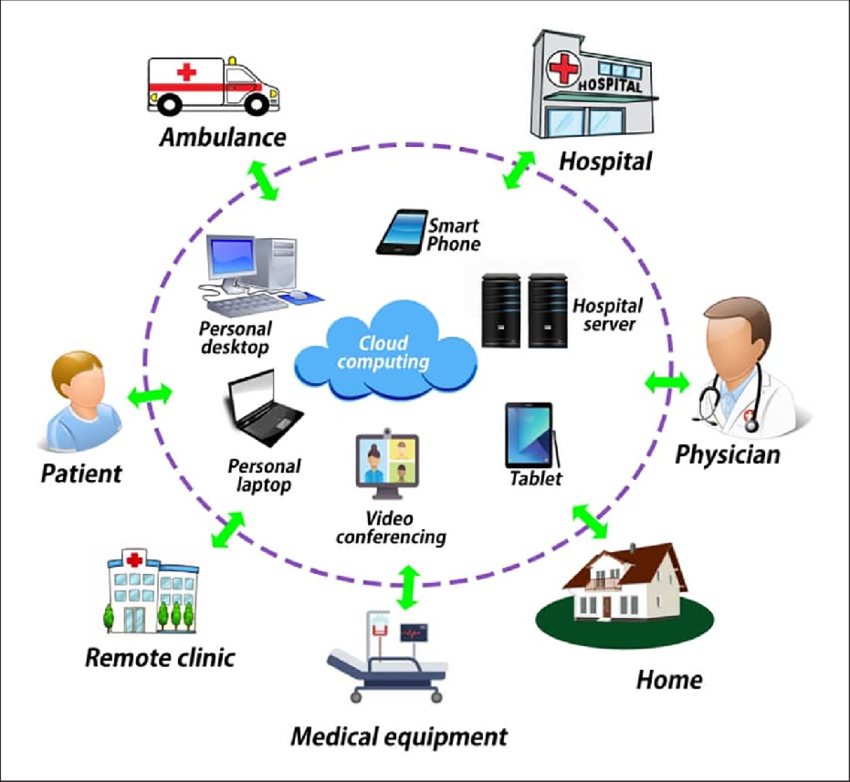 HOSPITAL
Ambulance
Hospital
Smart
Phone
Personal
desktop
Hospital
server
Cloud
computing
Patient
Physician
Personal
laptop
Tablet
Video
conferencing
Remote clinic
Home
Medical equipment